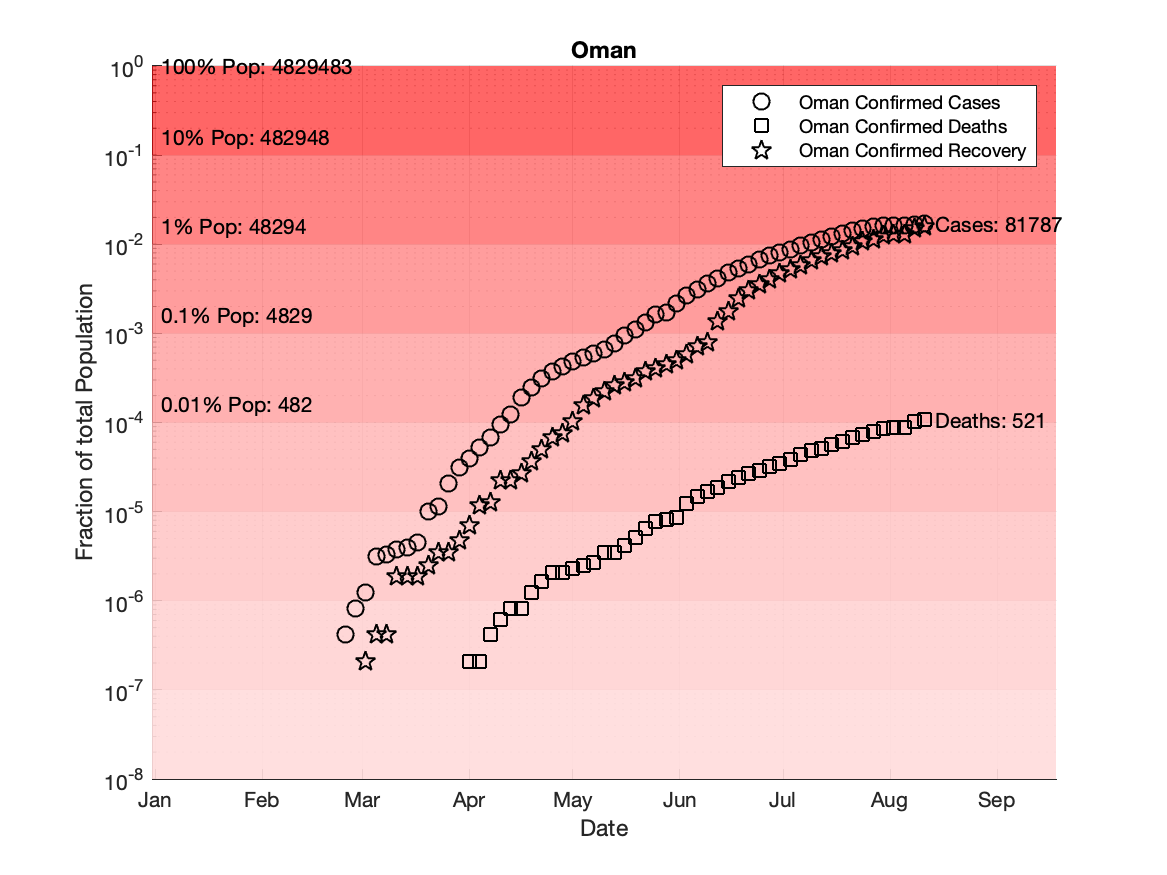 Oman
10^0
100% Pop: 4829483
Oman Confirmed Cases
Oman Confirmed Deaths
Oman Confirmed Recovery
10% Pop: 482948
10^-1
1% Pop: 48294
Cases: 81787
10^-2
0.1% Pop: 4829
10^-3
0.01% Pop: 482
10^-4
Deaths: 521
10^-5
10^-6
10^-7
10^-8
Fraction of total Population
Jan Feb Mar Apr May Jun Jul Aug Sep
Date